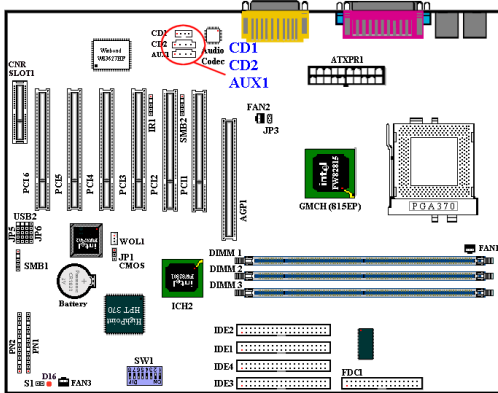 CD1
CD2
AUX1
Audio
Codec
CD1
CD2
AUX1
Winbond
W83627HF
CNR
SLOT1
ATXPR1
FAN2
JP3
IR1
SMB2
PCI6
PCI5
PCI4
PCI3
PCI2
PCI1
AGP1
intel
FW82815
GMCH (815EP)
PGA370
USB2
JP5
JP6
SMB1
intel
WOL1
JP1
CMOS
Battery
intel
FW82801
ICH2
DIMM 1
DIMM 2
DIMM 3
FAN1
HighPoint
HPT 370
PN2
PN1
S1
D16
FAN3
SW1
IDE2
IDE1
IDE4
IDE3
FDC1